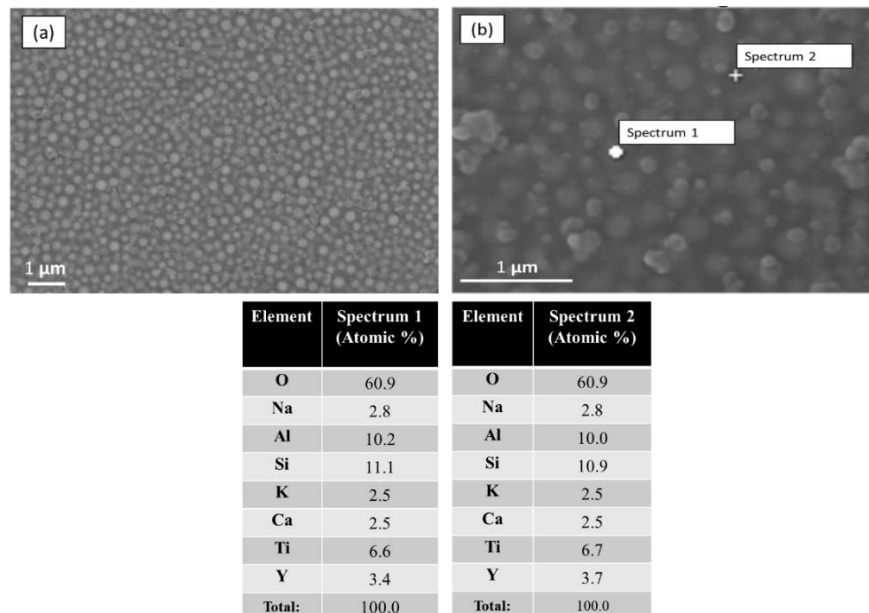 (a)
1 μm
(b)
Spectrum 2
Spectrum 1
1 μm
Element Spectrum 1 (Atomic %)
O 60.9
Na 2.8
Al 10.2
Si 11.1
K 2.5
Ca 2.5
Ti 6.6
Y 3.4
Total: 100.0
Element Spectrum 2 (Atomic %)
O 60.9
Na 2.8
Al 10.0
Si 10.9
K 2.5
Ca 2.5
Ti 6.7
Y 3.7
Total: 100.0